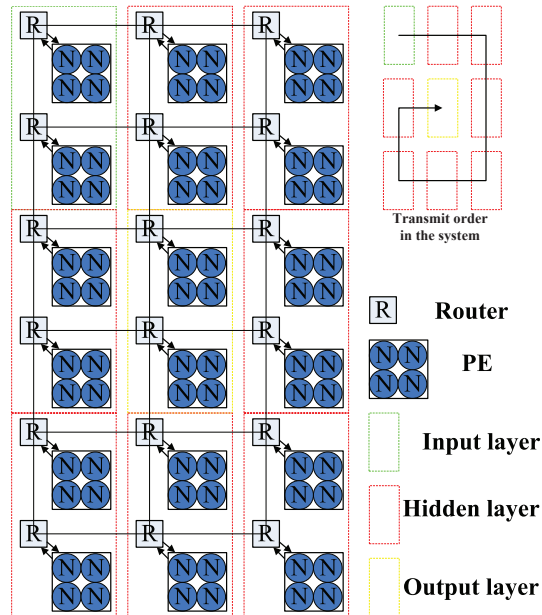 R R R
N N N N N N
N N N N N N
R R R
N N N N N N
N N N N N N
R R R
N N N N N N
N N N N N N
R R R
N N N N N N
N N N N N N
R R R
N N N N N N
N N N N N N
R R R
N N N N N N
N N N N N N
Transmit order
in the system
R Router
N N
PE
N N
Input layer
Hidden layer
Output layer